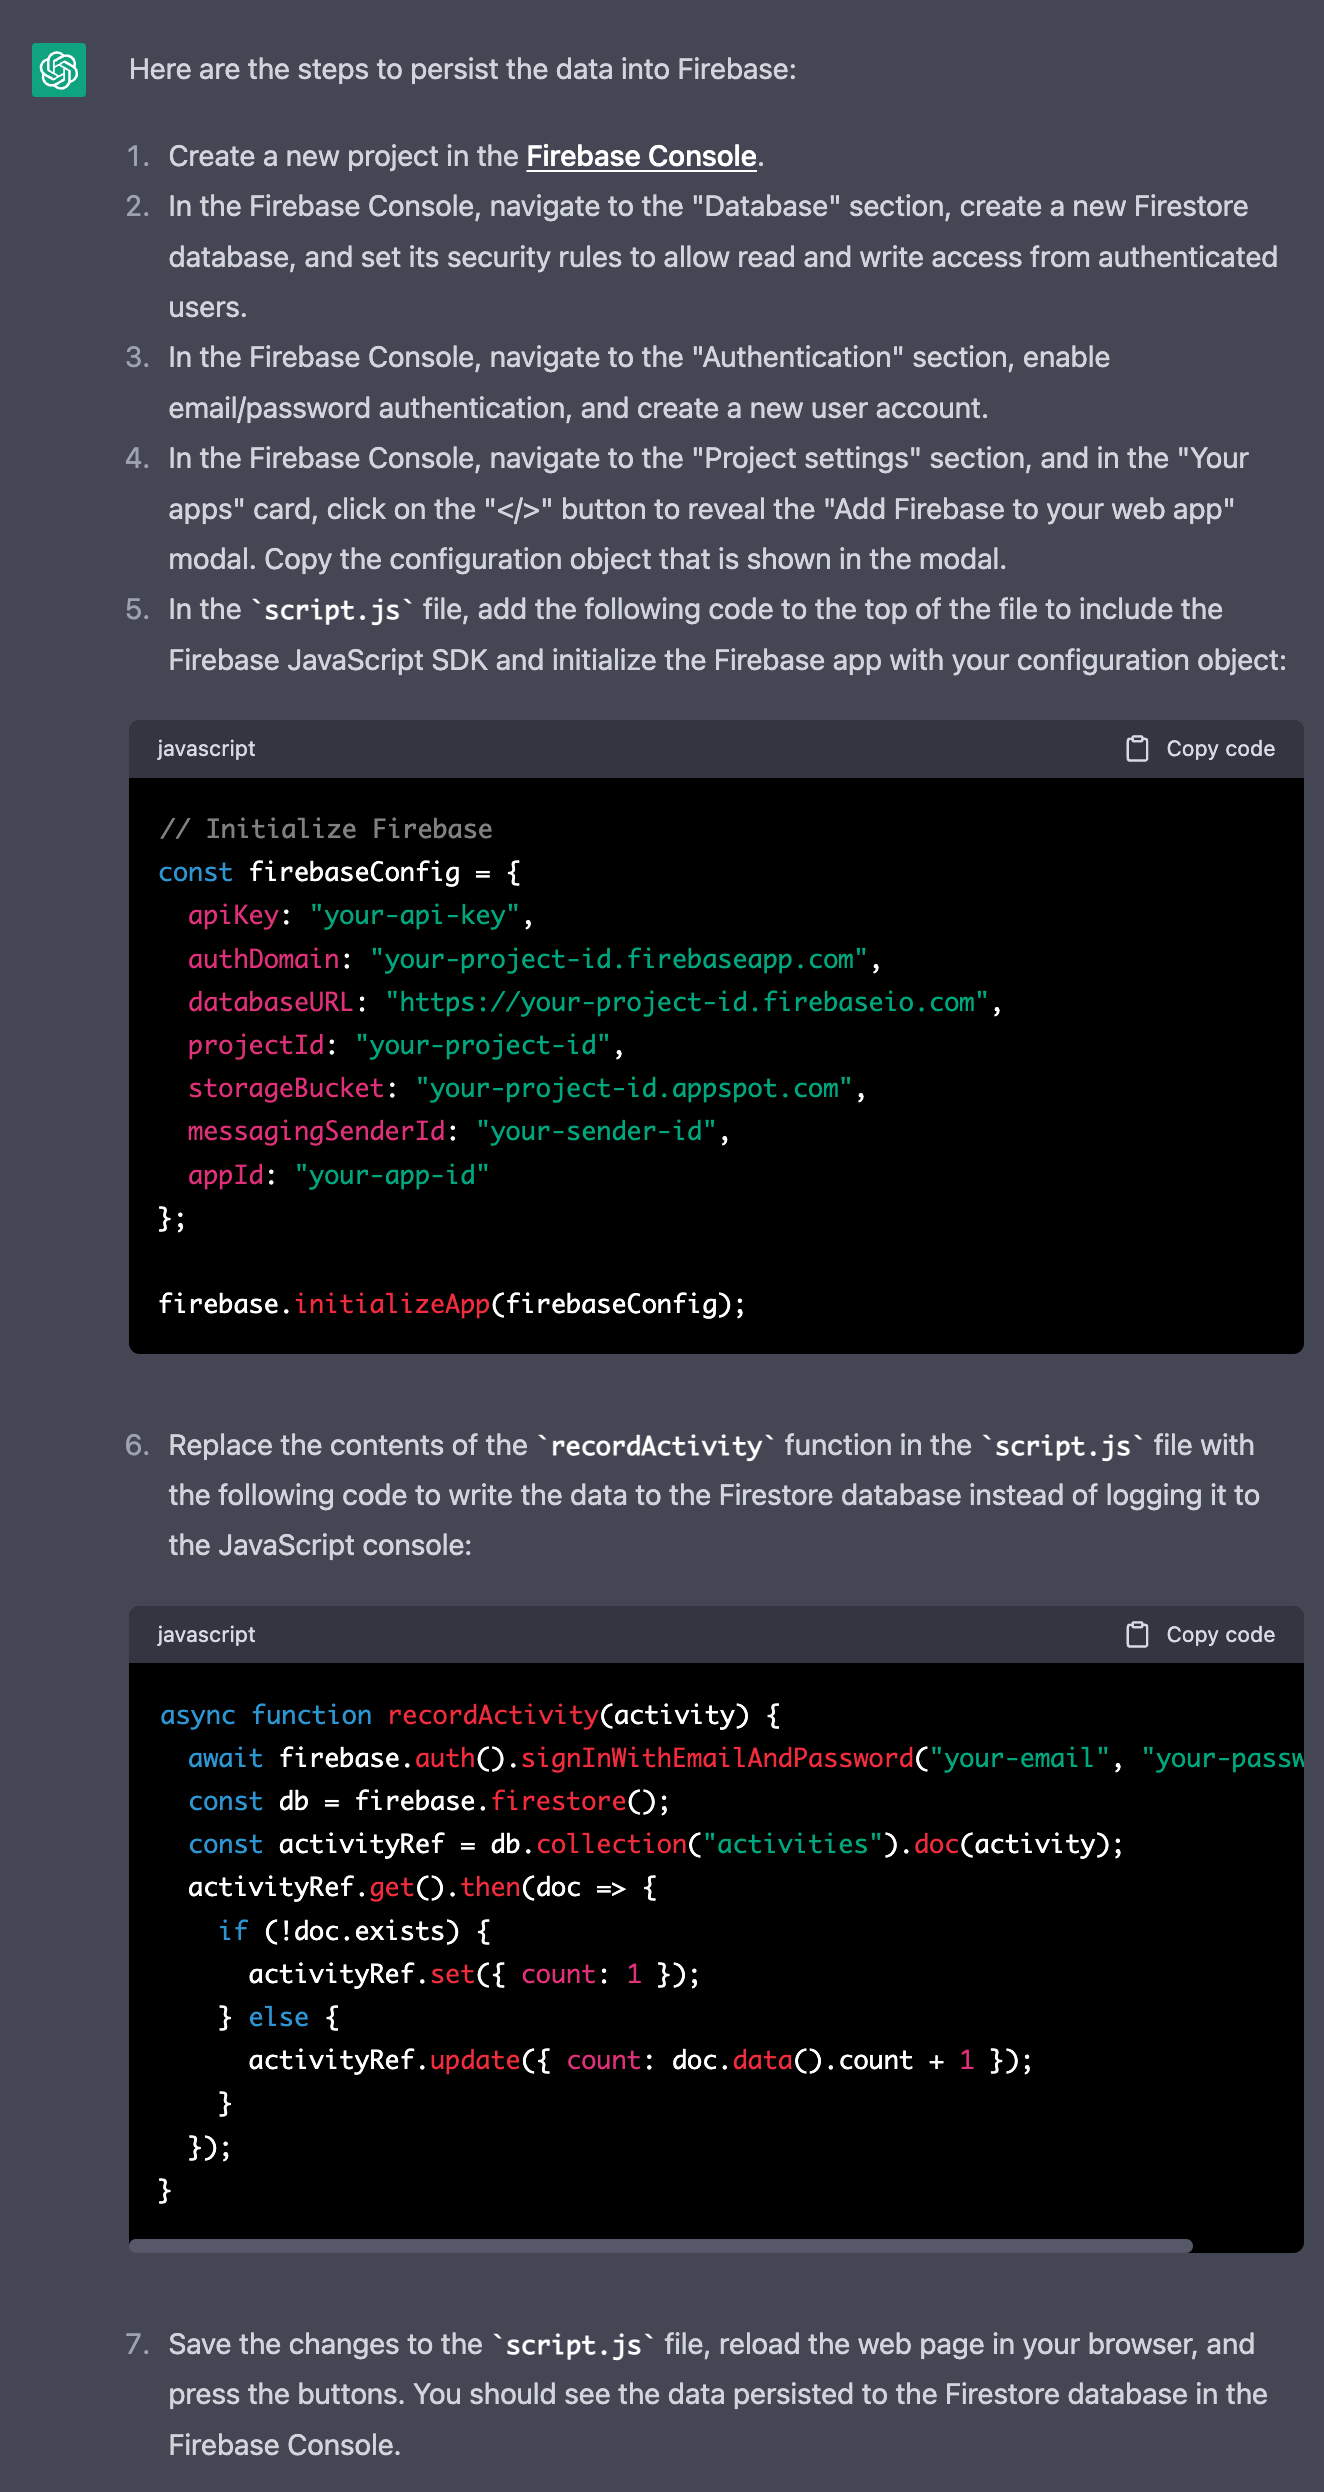 Here are the steps to persist the data into Firebase:
1. Create a new project in the Firebase Console.
2. In the Firebase Console, navigate to the "Database" section, create a new Firestore
database, and set its security rules to allow read and write access from authenticated
users.
3. In the Firebase Console, navigate to the "Authentication" section, enable
email/password authentication, and create a new user account.
4. In the Firebase Console, navigate to the "Project settings" section, and in the "Your
apps" card, click on the "</>" button to reveal the "Add Firebase to your web app"
modal. Copy the configuration object that is shown in the modal.
5. In the `script.js` file, add the following code to the top of the file to include the
Firebase JavaScript SDK and initialize the Firebase app with your configuration object:
javascript Copy code
// Initialize Firebase
const firebaseConfig = {
  apiKey: "your-api-key",
  authDomain: "your-project-id.firebaseapp.com",
  databaseURL: "https://your-project-id.firebaseio.com",
  projectId: "your-project-id",
  storageBucket: "your-project-id.appspot.com",
  messagingSenderId: "your-sender-id",
  appId: "your-app-id"
};
firebase.initializeApp(firebaseConfig);
6. Replace the contents of the `recordActivity` function in the `script.js` file with
the following code to write the data to the Firestore database instead of logging it to
the JavaScript console:
javascript Copy code
async function recordActivity(activity) {
  await firebase.auth().signInWithEmailAndPassword("your-email", "your-passw
  const db = firebase.firestore();
  const activityRef = db.collection("activities").doc(activity);
  activityRef.get().then(doc => {
    if (!doc.exists) {
      activityRef.set({ count: 1 });
    } else {
      activityRef.update({ count: doc.data().count + 1 });
    }
  });
}
7. Save the changes to the `script.js` file, reload the web page in your browser, and
press the buttons. You should see the data persisted to the Firestore database in the
Firebase Console.